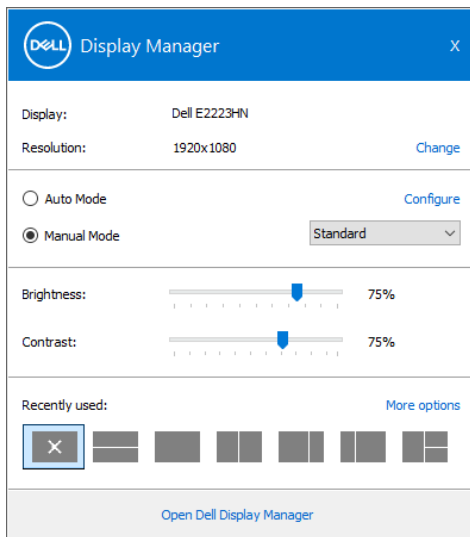 DELL Display Manager X
Display: Dell E2223HN
Resolution: 1920x1080 Change
Auto Mode Configure
Manual Mode Standard
Brightness: 75%
Contrast: 75%
Recently used: More options
Open Dell Display Manager